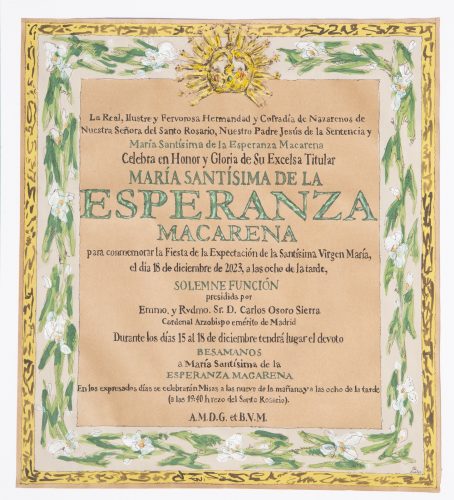 La Real, Ilustre y Fervorosa Hermandad y Cofradía de Nazarenos de
Nuestra Señora del Santo Rosario, Nuestro Padre Jesús de la Sentencia y
María Santísima de la Esperanza Macarena
Celebra en Honor y Gloria de Su Excelsa Titular
MARÍA SANTÍSIMA DE LA
ESPERANZA
MACARENA
para conmemorar la Fiesta de la Expectación de la Santísima Virgen María,
el día 18 de diciembre de 2023, a las ocho de la tarde,
SOLEMNE FUNCIÓN
presidida por
Emmo. y Rvdmo. Sr. D. Carlos Osoro Sierra
Cardenal Arzobispo emérito de Madrid
Durante los días 15 al 18 de diciembre tendrá lugar el devoto
BESAMANOS
a María Santísima de la
ESPERANZA MACARENA
En los expresados días se celebrarán Misas a las nueve de la mañana y a las ocho de la tarde
(a las 19:40 h rezo del Santo Rosario).
A.M.D.G. et B.V.M.